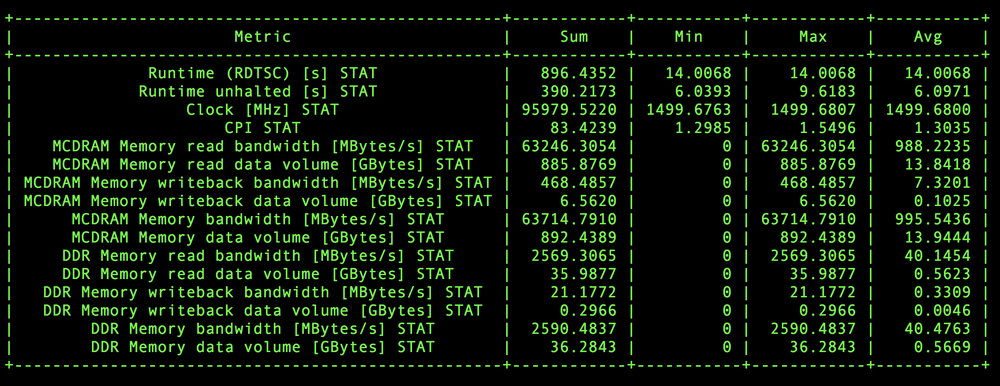 +---------------------------------------------------+------------+-----------+------------+-----------+
| Metric | Sum | Min | Max | Avg |
+---------------------------------------------------+------------+-----------+------------+-----------+
| Runtime (RDTSC) [s] STAT | 896.4352 | 14.0068 | 14.0068 | 14.0068 |
| Runtime unhalted [s] STAT | 390.2173 | 6.0393 | 9.6183 | 6.0971 |
| Clock [MHz] STAT | 95979.5220 | 1499.6763 | 1499.6807 | 1499.6800 |
| CPI STAT | 83.4239 | 1.2985 | 1.5496 | 1.3035 |
| MCDRAM Memory read bandwidth [MBytes/s] STAT | 63246.3054 | 0 | 63246.3054 | 988.2235 |
| MCDRAM Memory read data volume [GBytes] STAT | 885.8769 | 0 | 885.8769 | 13.8418 |
| MCDRAM Memory writeback bandwidth [MBytes/s] STAT | 468.4857 | 0 | 468.4857 | 7.3201 |
| MCDRAM Memory writeback data volume [GBytes] STAT | 6.5620 | 0 | 6.5620 | 0.1025 |
| MCDRAM Memory bandwidth [MBytes/s] STAT | 63714.7910 | 0 | 63714.7910 | 995.5436 |
| MCDRAM Memory data volume [GBytes] STAT | 892.4389 | 0 | 892.4389 | 13.9444 |
| DDR Memory read bandwidth [MBytes/s] STAT | 2569.3065 | 0 | 2569.3065 | 40.1454 |
| DDR Memory read data volume [GBytes] STAT | 35.9877 | 0 | 35.9877 | 0.5623 |
| DDR Memory writeback bandwidth [MBytes/s] STAT | 21.1772 | 0 | 21.1772 | 0.3309 |
| DDR Memory writeback data volume [GBytes] STAT | 0.2966 | 0 | 0.2966 | 0.0046 |
| DDR Memory bandwidth [MBytes/s] STAT | 2590.4837 | 0 | 2590.4837 | 40.4763 |
| DDR Memory data volume [GBytes] STAT | 36.2843 | 0 | 36.2843 | 0.5669 |
+---------------------------------------------------+------------+-----------+------------+-----------+